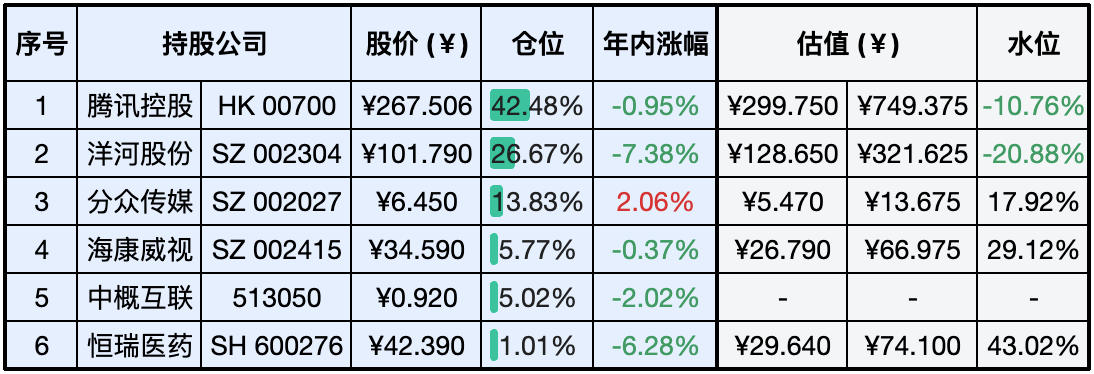 序号 持股公司 股价 (¥) 仓位 年内涨幅 估值 (¥) 水位
1 腾讯控股 HK 00700 ¥267.506 42.48% -0.95% ¥299.750 ¥749.375 -10.76%
2 洋河股份 SZ 002304 ¥101.790 26.67% -7.38% ¥128.650 ¥321.625 -20.88%
3 分众传媒 SZ 002027 ¥6.450 13.83% 2.06% ¥5.470 ¥13.675 17.92%
4 海康威视 SZ 002415 ¥34.590 5.77% -0.37% ¥26.790 ¥66.975 29.12%
5 中概互联 513050 ¥0.920 5.02% -2.02% - - -
6 恒瑞医药 SH 600276 ¥42.390 1.01% -6.28% ¥29.640 ¥74.100 43.02%